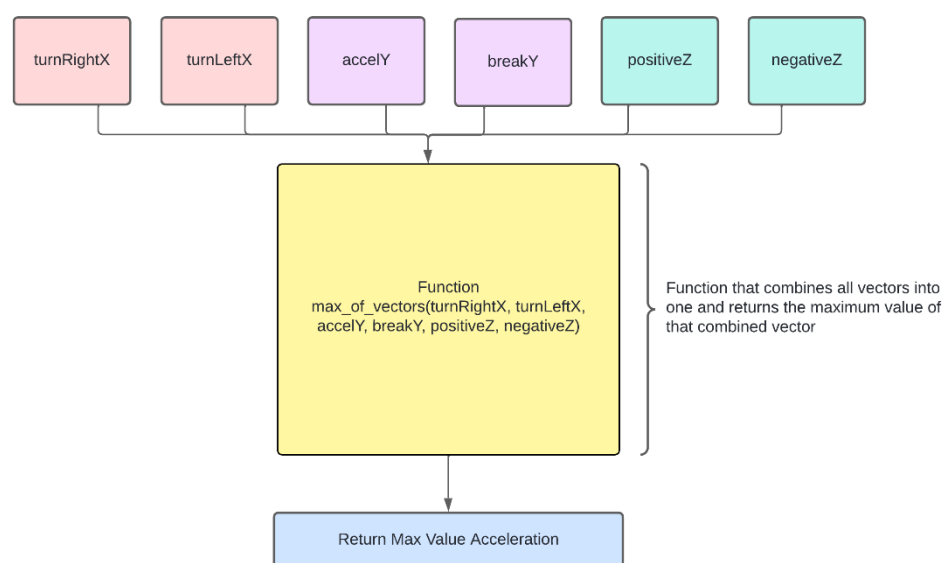 turnRightX
turnLeftX
accelY
breakY
positiveZ
negativeZ
Function
max_of_vectors(turnRightX, turnLeftX,
accelY, breakY, positiveZ, negativeZ)
Function that combines all vectors into
one and returns the maximum value of
that combined vector
Return Max Value Acceleration